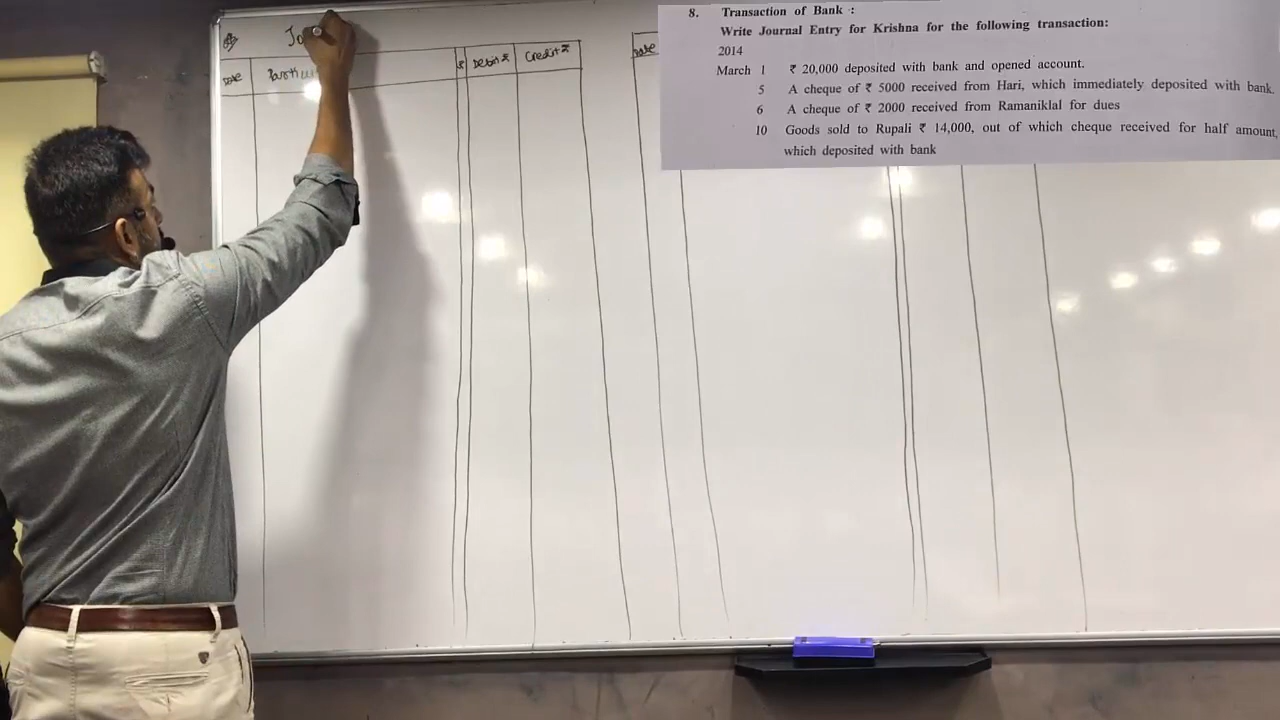 Jo
Date
Debit ₹
Credit ₹
Date
8. Transaction of Bank :
Write Journal Entry for Krishna for the following transaction:
2014
March 1 ₹ 20,000 deposited with bank and opened account.
5 A cheque of ₹ 5000 received from Hari, which immediately deposited with bank.
6 A cheque of ₹ 2000 received from Ramaniklal for dues
10 Goods sold to Rupali ₹ 14,000, out of which cheque received for half amount,
which deposited with bank